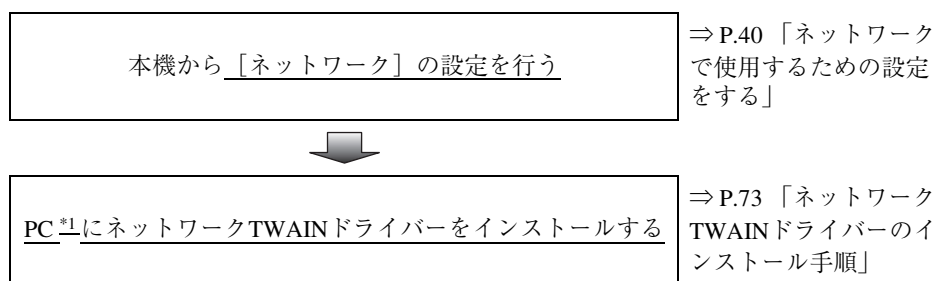 本機から［ネットワーク］の設定を行う
⇒ P.40 「ネットワーク
で使用するための設定
をする」
PC *1にネットワークTWAINドライバーをインストールする
⇒ P.73 「ネットワーク
TWAINドライバーのイ
ンストール手順」